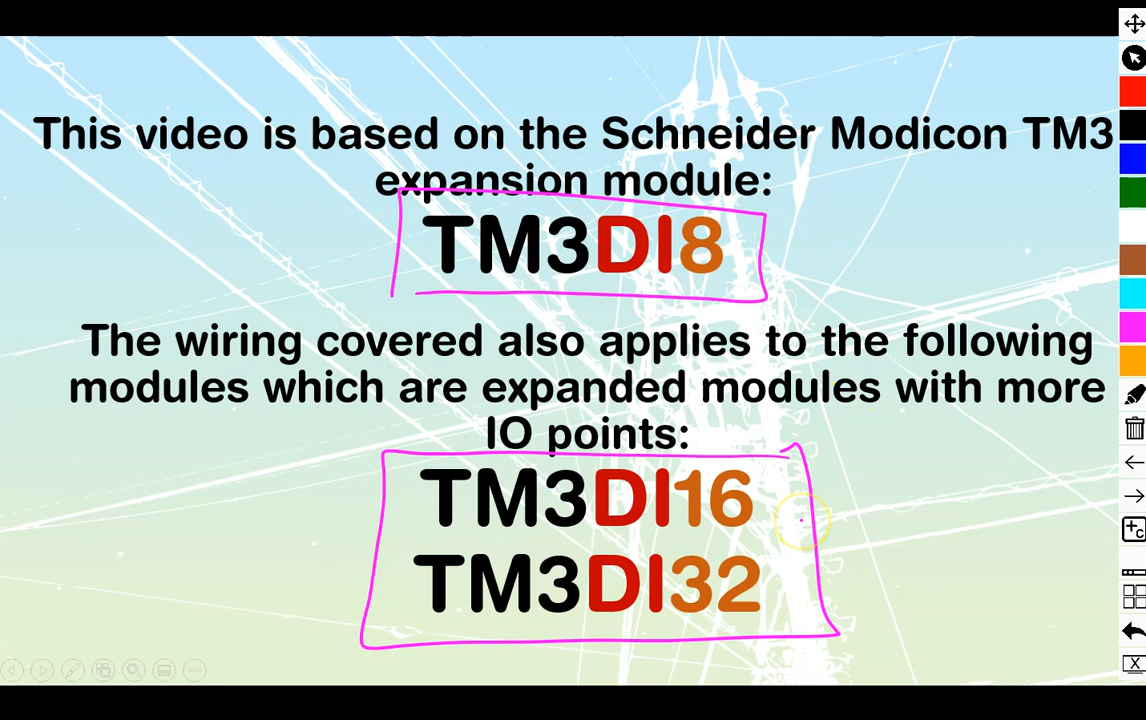 This video is based on the Schneider Modicon TM3
expansion module:
TM3DI8
The wiring covered also applies to the following
modules which are expanded modules with more
IO points:
TM3DI16
TM3DI32